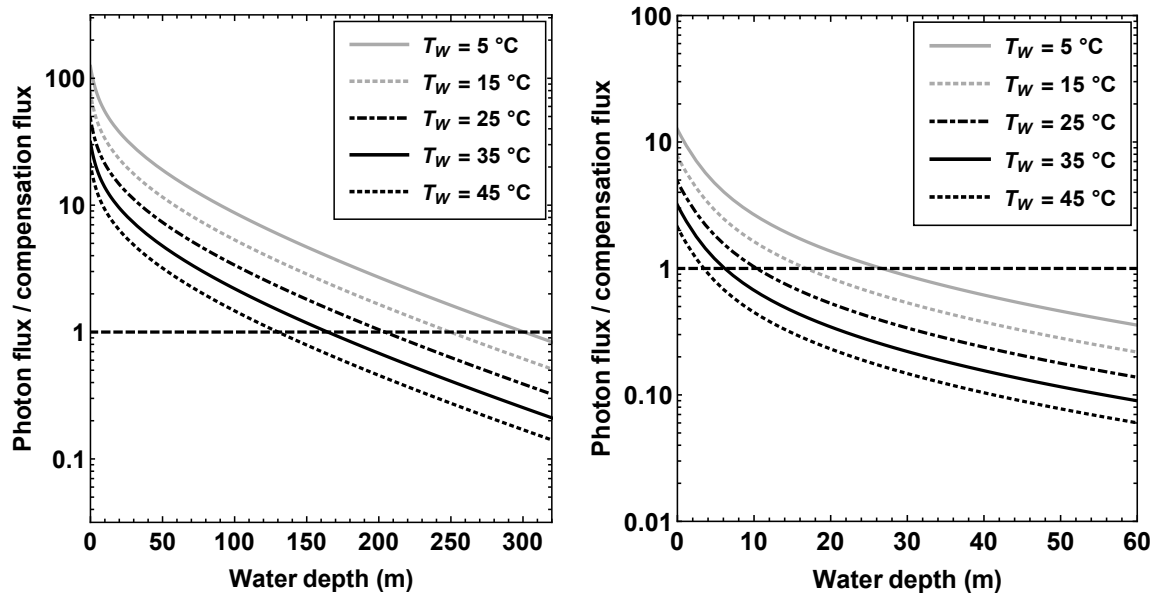 Photon flux / compensation flux
100
10
1
0.1
0 50 100 150 200 250 300
Water depth (m)
T_W = 5 °C
T_W = 15 °C
T_W = 25 °C
T_W = 35 °C
T_W = 45 °C
Photon flux / compensation flux
100
10
1
0.10
0.01
0 10 20 30 40 50 60
Water depth (m)
T_W = 5 °C
T_W = 15 °C
T_W = 25 °C
T_W = 35 °C
T_W = 45 °C